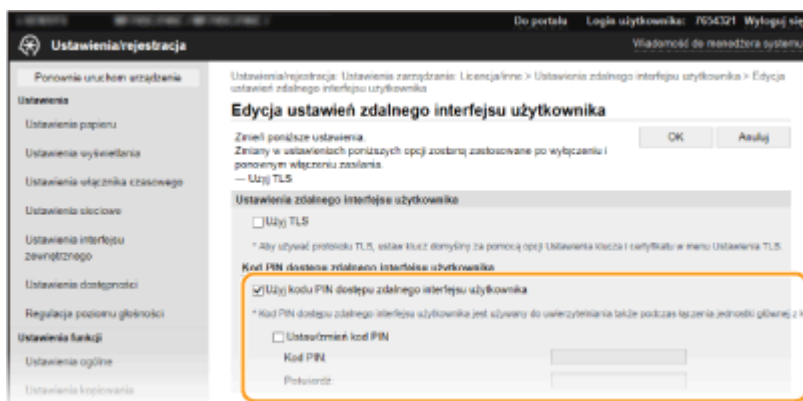 Do portalu Login użytkownika: 7654321 Wyloguj się
Ustawienia/rejestracja
Wiadomość do menedżera systemu
Ponownie uruchom urządzenie
Ustawienia
Ustawienia papieru
Ustawienia wyświetlania
Ustawienia włącznika czasowego
Ustawienia sieciowe
Ustawienia interfejsu
zewnętrznego
Ustawienia dostępności
Regulacja poziomu głośności
Ustawienia funkcji
Ustawienia ogólne
Ustawienia kopiowania
Ustawienia/rejestracja: Ustawienia zarządzania: Licencja/inne > Ustawienia zdalnego interfejsu użytkownika > Edycja
ustawień zdalnego interfejsu użytkownika
Edycja ustawień zdalnego interfejsu użytkownika
Zmień poniższe ustawienia.
OK Anuluj
Zmiany w ustawieniach poniższych opcji zostaną zastosowane po wyłączeniu i
ponownym włączeniu zasilania.
— Użyj TLS
Ustawienia zdalnego interfejsu użytkownika
Użyj TLS
* Aby używać protokołu TLS, ustaw klucz domyślny za pomocą opcji Ustawienia klucza i certyfikatu w menu Ustawienia TLS.
Kod PIN dostępu zdalnego interfejsu użytkownika
Użyj kodu PIN dostępu zdalnego interfejsu użytkownika
* Kod PIN dostępu zdalnego interfejsu użytkownika jest używany do uwierzytelniania także podczas łączenia jednostki głównej z k
Ustaw/zmień kod PIN
Kod PIN:
Potwierdź: